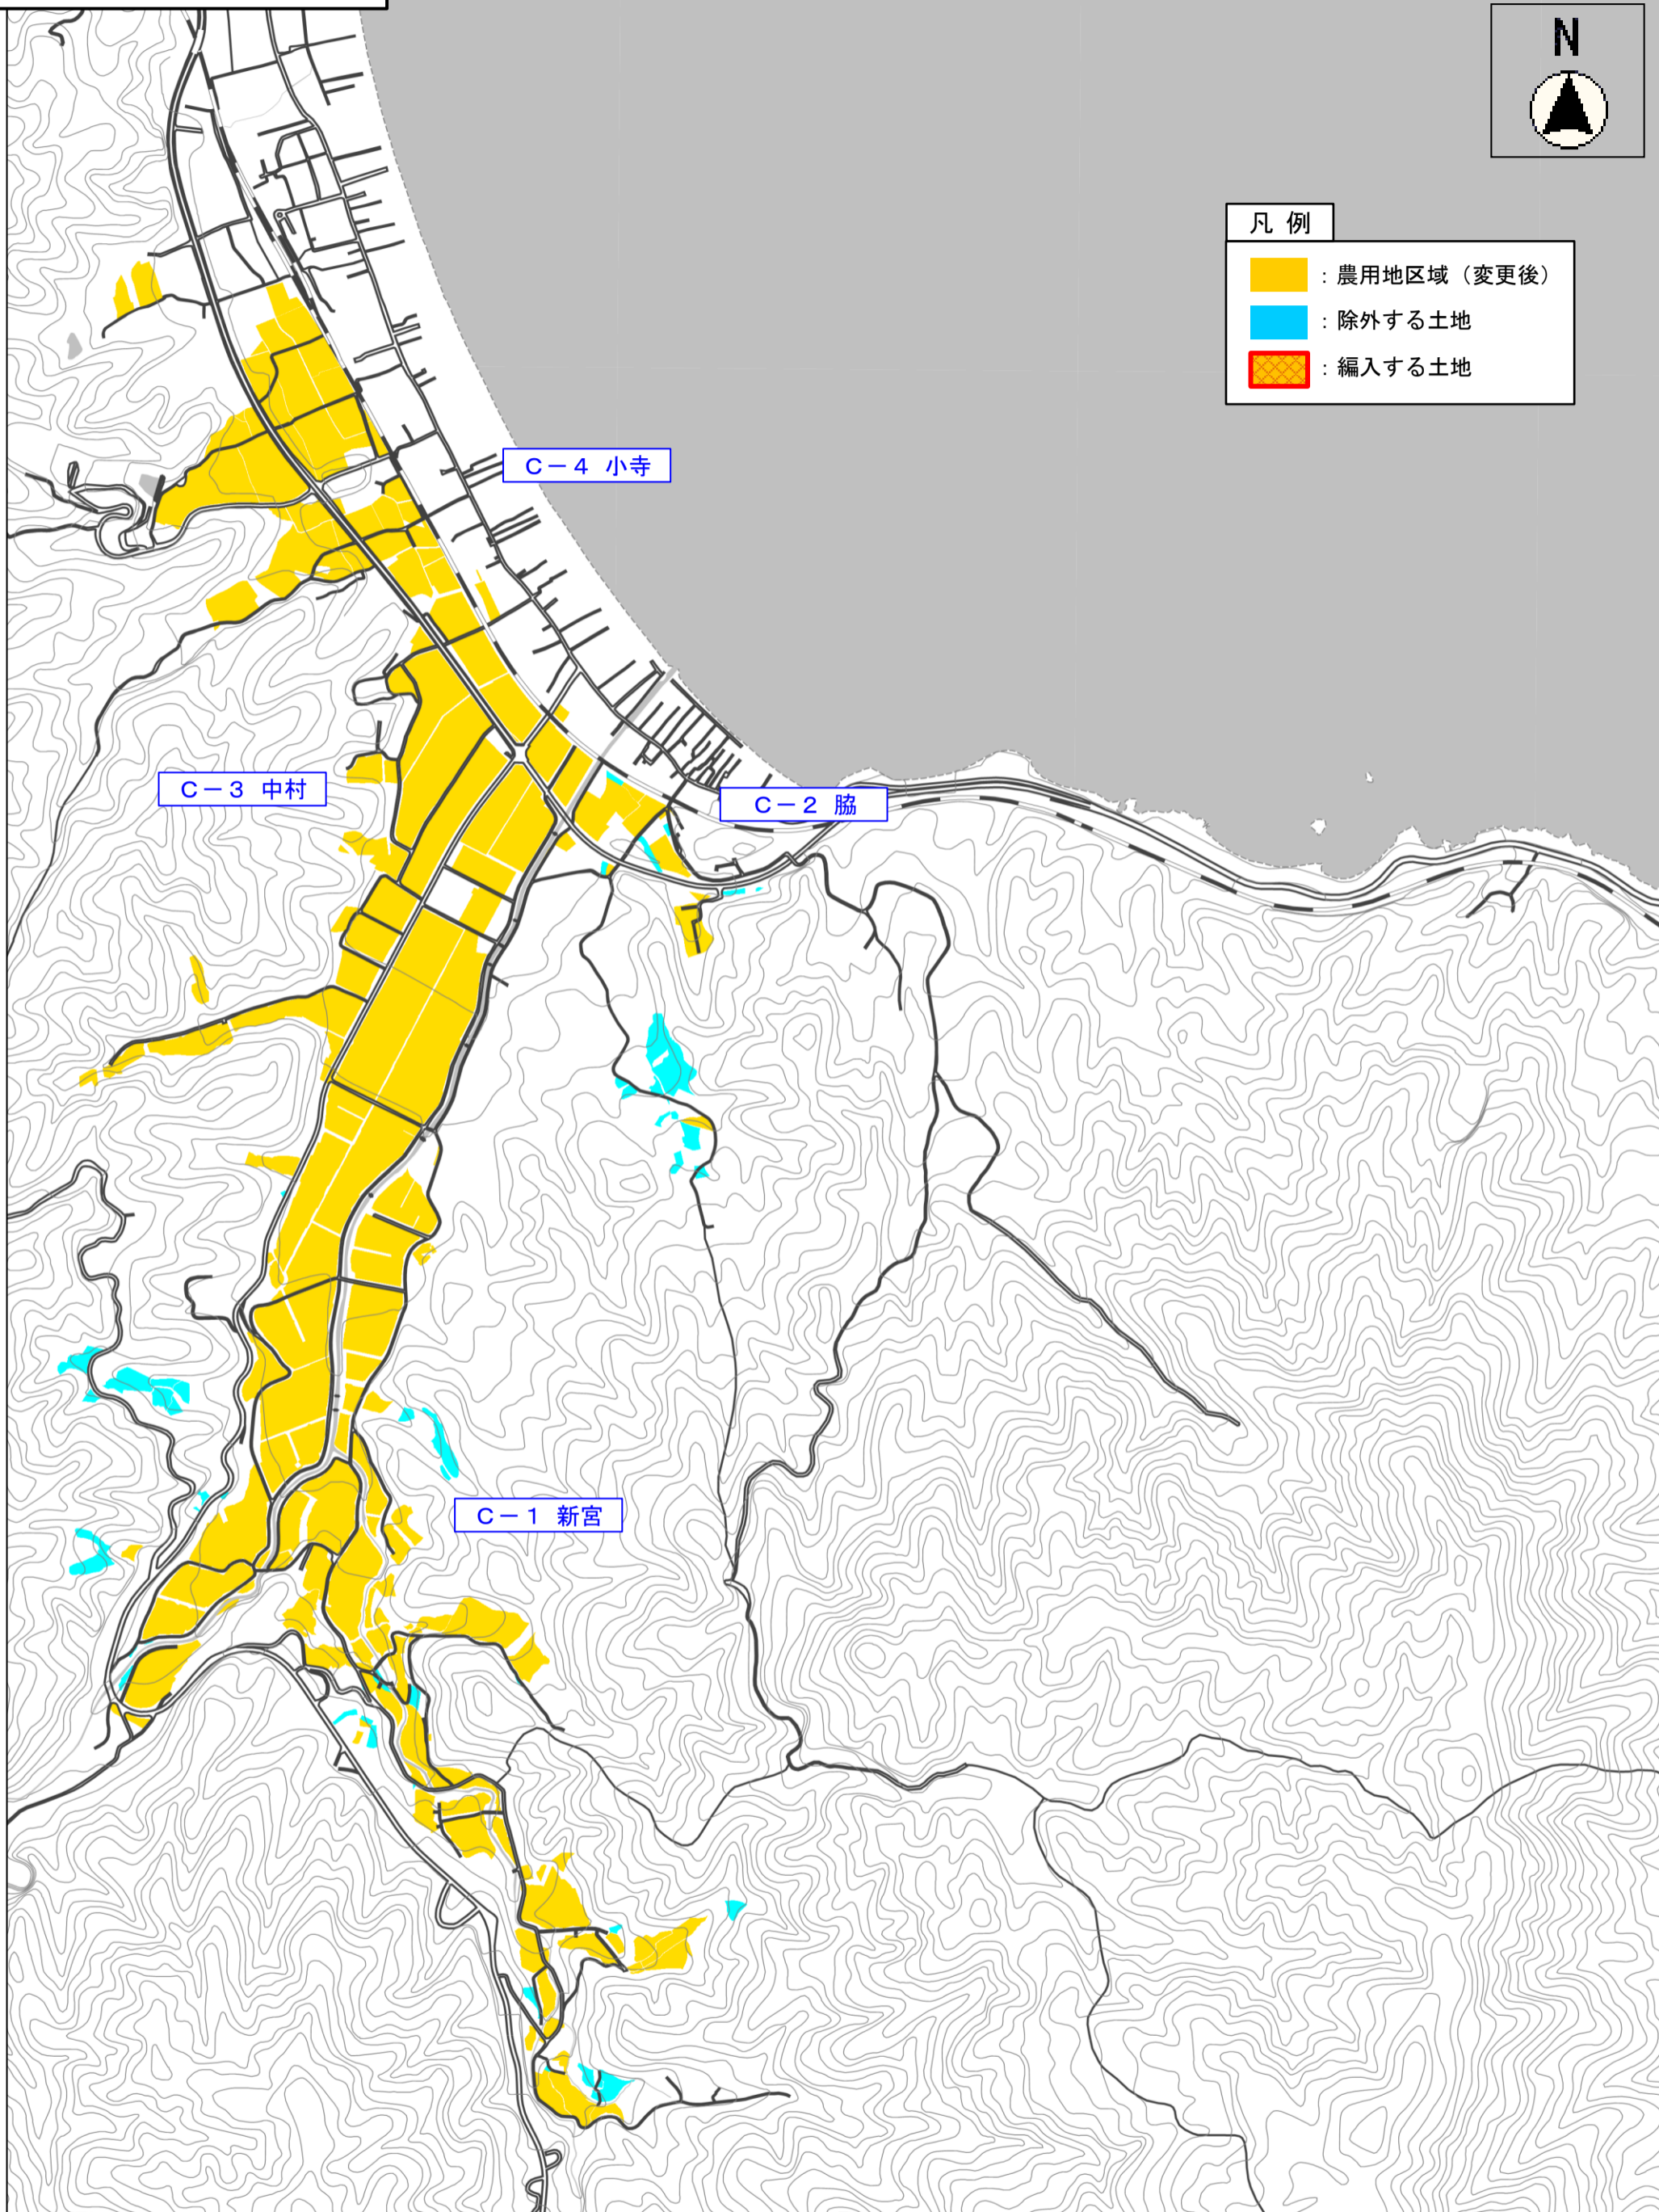 N
凡 例
：農用地区域（変更後）
：除外する土地
：編入する土地
Ｃ－４ 小寺
Ｃ－３ 中村
Ｃ－２ 脇
Ｃ－１ 新宮